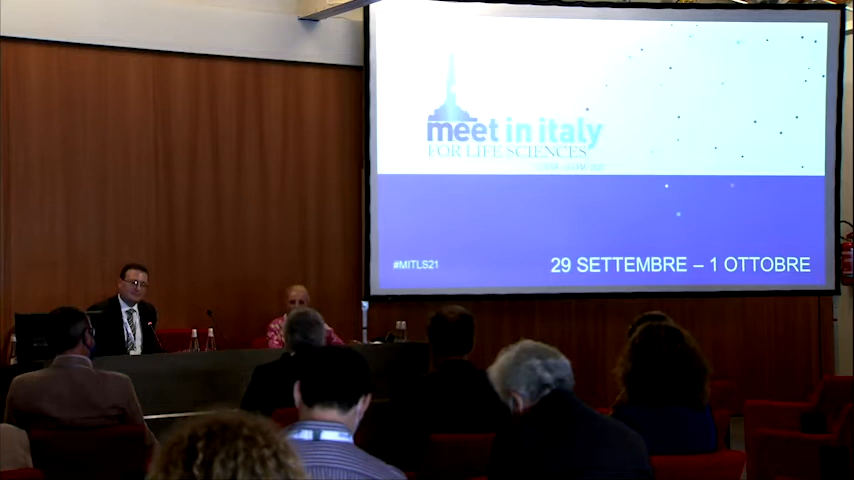 meet in italy
FOR LIFE SCIENCES
#MITLS21
29 SETTEMBRE – 1 OTTOBRE